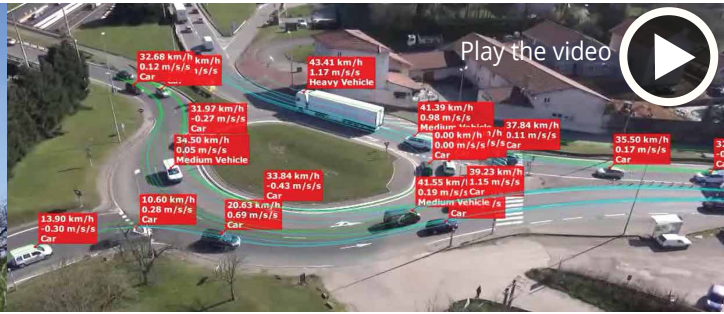 Play the video
32.68 km/h
0.12 m/s/s
Car
km/h
/s/s
43.41 km/h
1.17 m/s/s
Heavy Vehicle
31.97 km/h
-0.27 m/s/s
Car
41.39 km/h
0.98 m/s/s
Medium Vehicle
0.00 km/h
0.00 m/s/s
Car
37.84 km/h
0.11 m/s/s
Car
34.50 km/h
0.05 m/s/s
Medium Vehicle
35.50 km/h
0.17 m/s/s
Car
33.84 km/h
-0.43 m/s/s
Car
39.23 km/h
1.15 m/s/s
Car
41.55 km/h
0.19 m/s/s
Medium Vehicle
Car
10.60 km/h
0.28 m/s/s
Car
20.63 km/h
0.69 m/s/s
Car
13.90 km/h
-0.30 m/s/s
Car